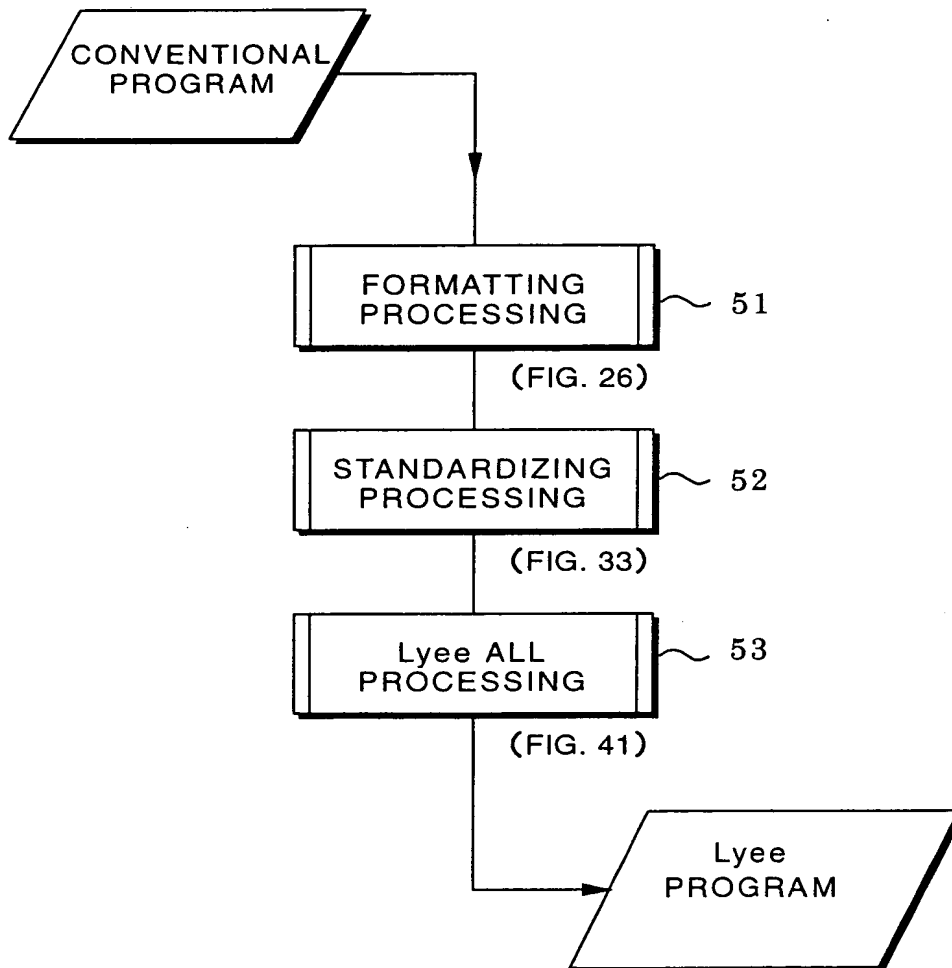 CONVENTIONAL
PROGRAM
FORMATTING
PROCESSING
51
(FIG. 26)
STANDARDIZING
PROCESSING
52
(FIG. 33)
Lyee ALL
PROCESSING
53
(FIG. 41)
Lyee
PROGRAM